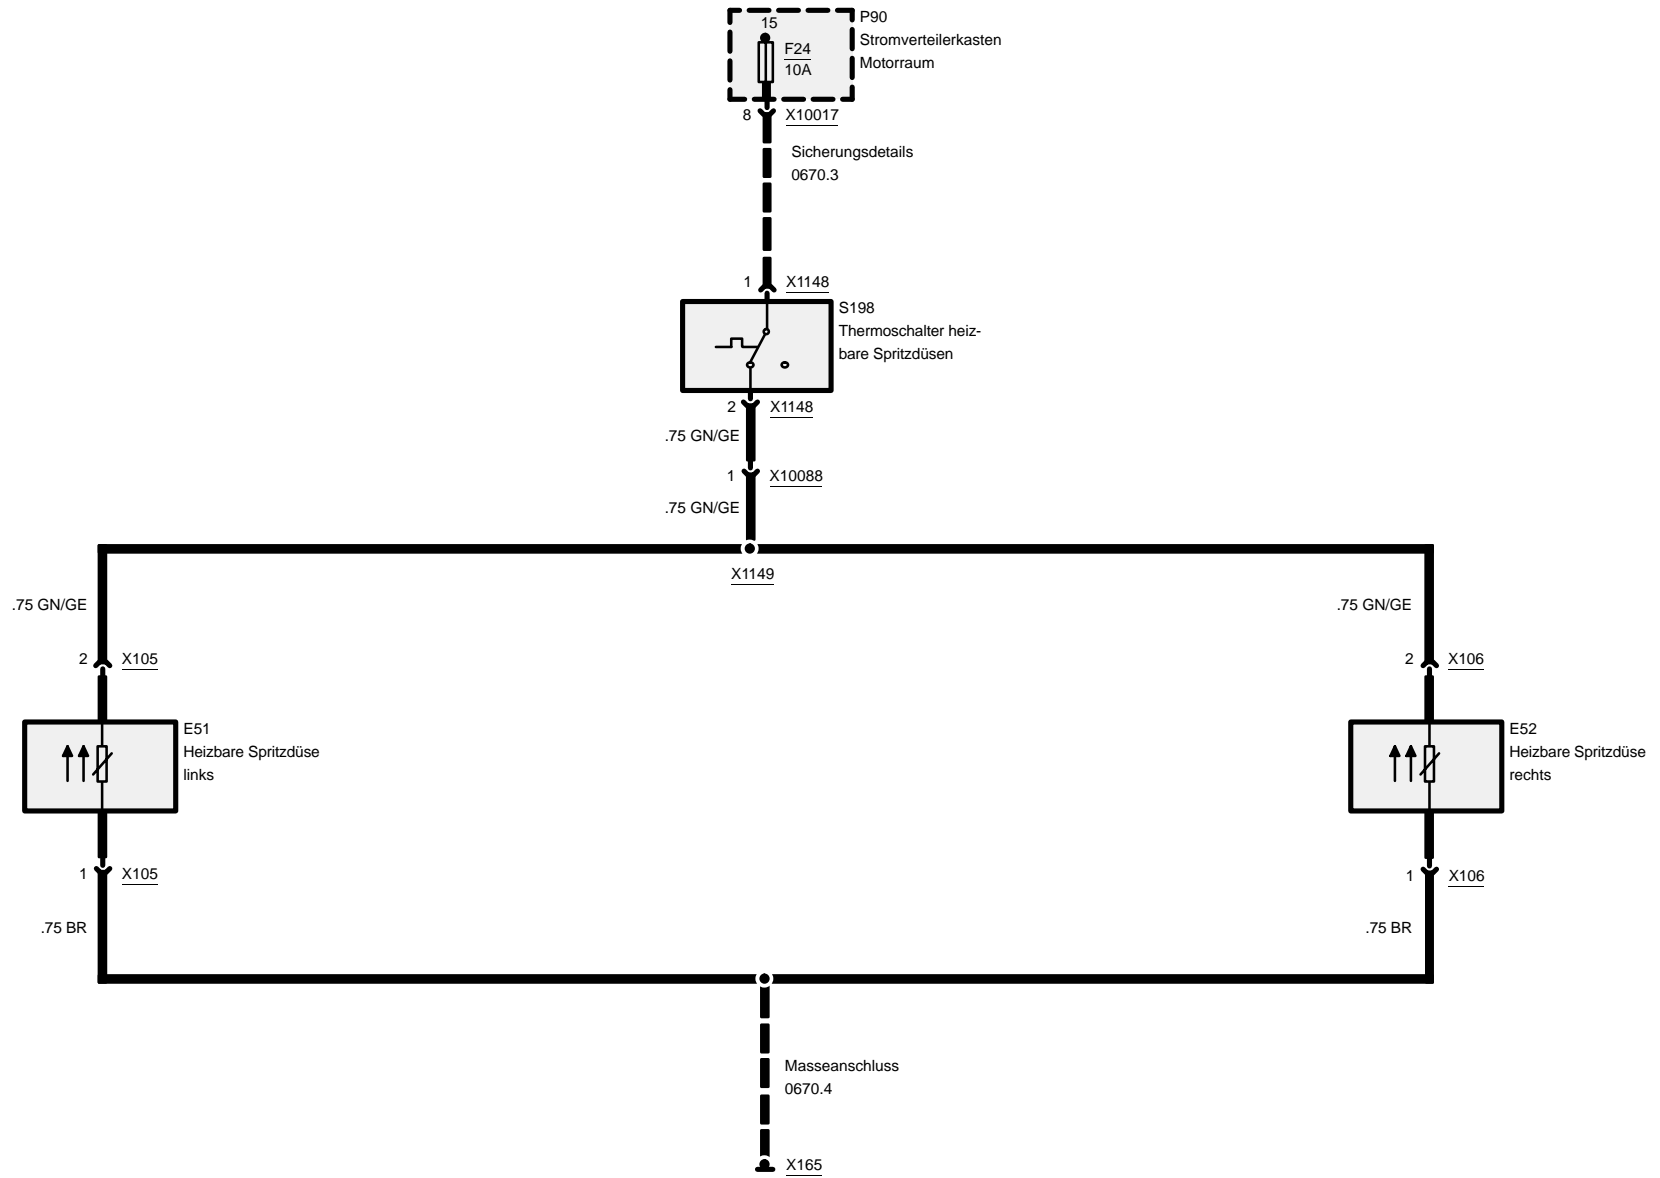 15
P90
Stromverteilerkasten
Motorraum
F24
10A
8
X10017
Sicherungsdetails
0670.3
1
X1148
S198
Thermoschalter heiz-
bare Spritzdüsen
2
X1148
.75 GN/GE
1
X10088
.75 GN/GE
X1149
.75 GN/GE
.75 GN/GE
2
X105
2
X106
E51
Heizbare Spritzdüse
links
E52
Heizbare Spritzdüse
rechts
1
X105
1
X106
.75 BR
.75 BR
Masseanschluss
0670.4
X165